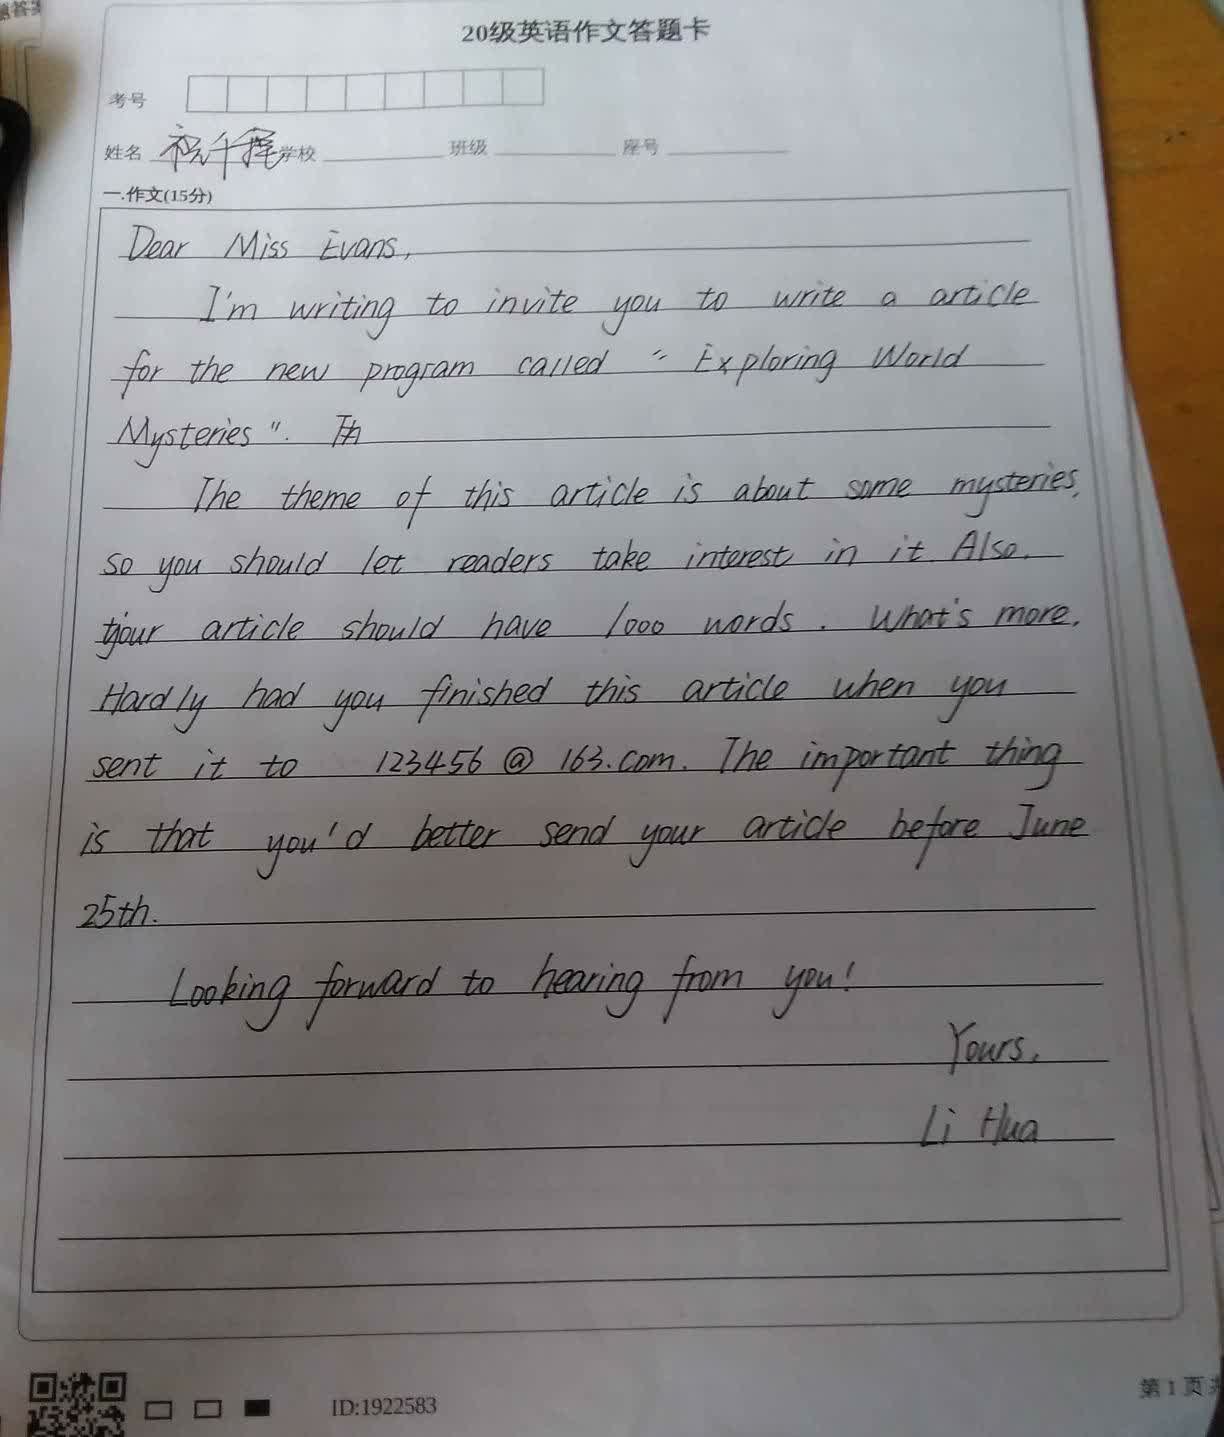 20级英语作文答题卡
考号
姓名 祝千泽 学校 班级 座号
一.作文(15分)
Dear Miss Evans,
I'm writing to invite you to write a article
for the new program called "Exploring World
Mysteries".
The theme of this article is about some mysteries,
so you should let readers take interest in it. Also,
your article should have 1000 words. What's more,
Hardly had you finished this article when you
sent it to 123456@163.com. The important thing
is that you'd better send your article before June
25th.
Looking forward to hearing from you!
Yours,
Li Hua
ID:1922583
第1页